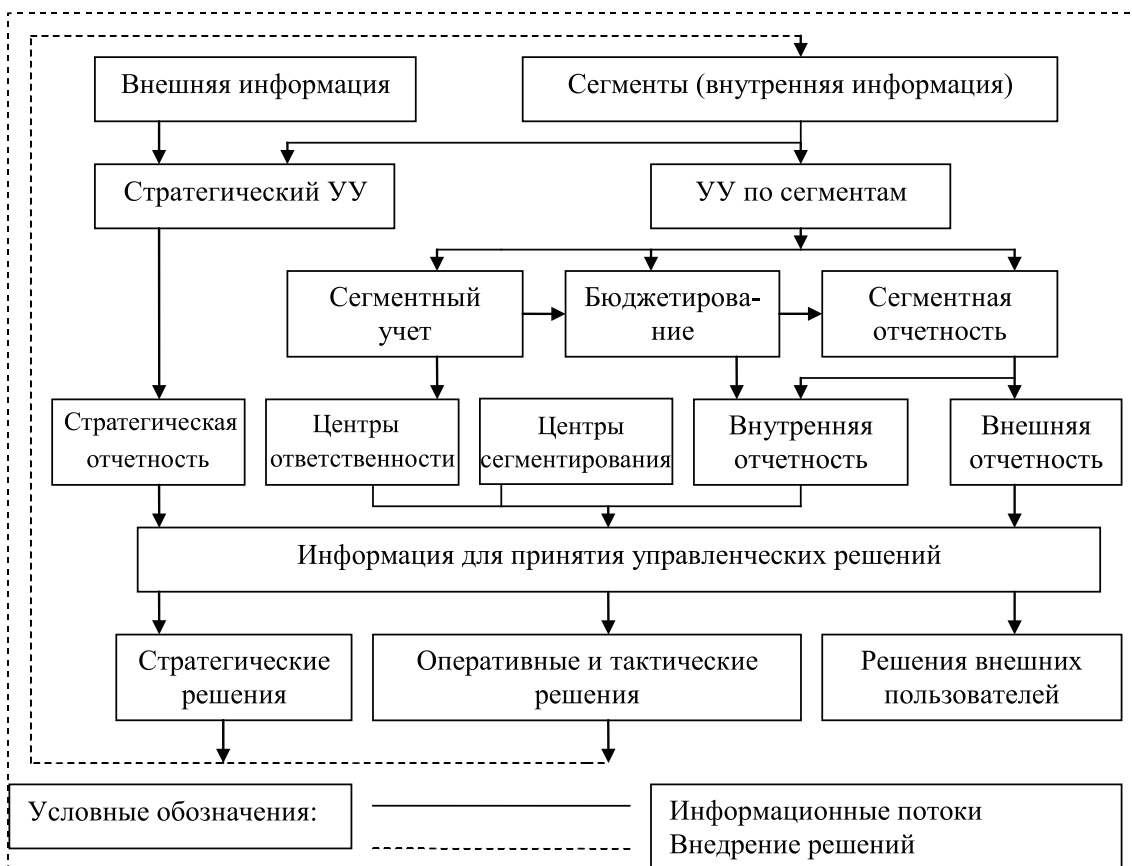 Внешняя информация
Сегменты (внутренняя информация)
Стратегический УУ
УУ по сегментам
Сегментный
учет
Бюджетирова-
ние
Сегментная
отчетность
Стратегическая
отчетность
Центры
ответственности
Центры
сегментирования
Внутренняя
отчетность
Внешняя
отчетность
Информация для принятия управленческих решений
Стратегические
решения
Оперативные и тактические
решения
Решения внешних
пользователей
Условные обозначения:
Информационные потоки
Внедрение решений